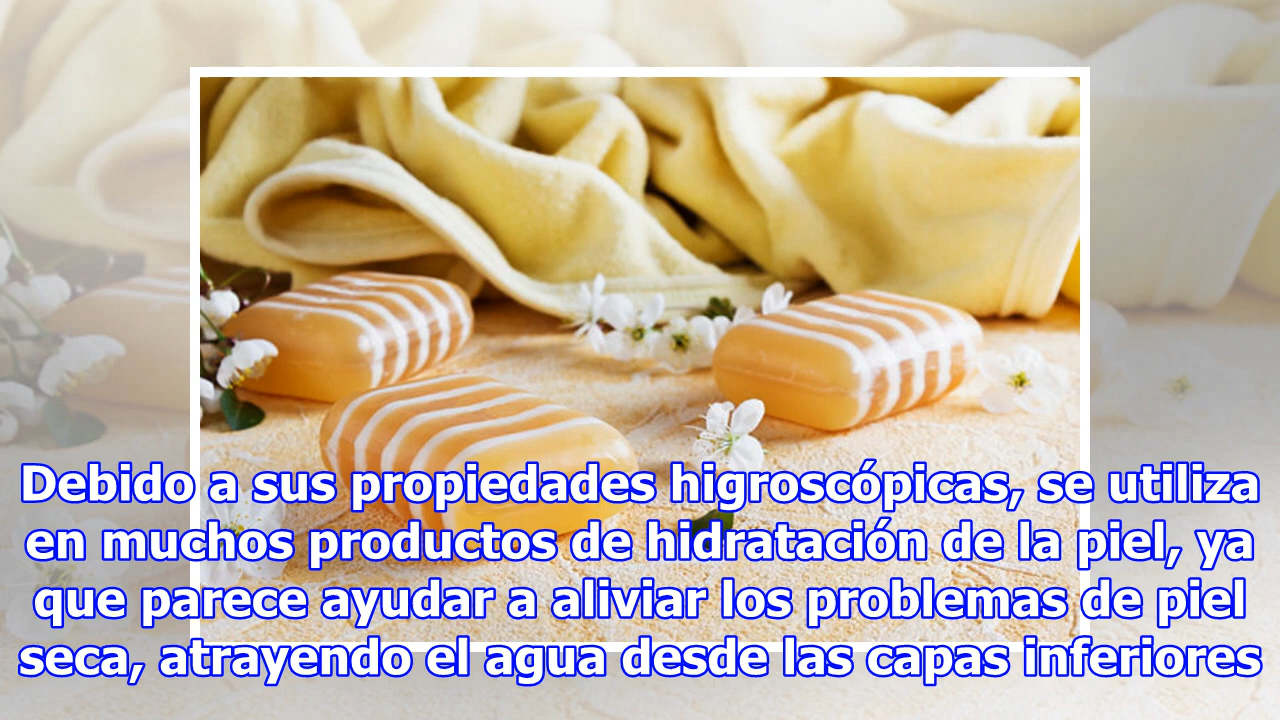 Debido a sus propiedades higroscópicas, se utiliza
en muchos productos de hidratación de la piel, ya
que parece ayudar a aliviar los problemas de piel
seca, atrayendo el agua desde las capas inferiores